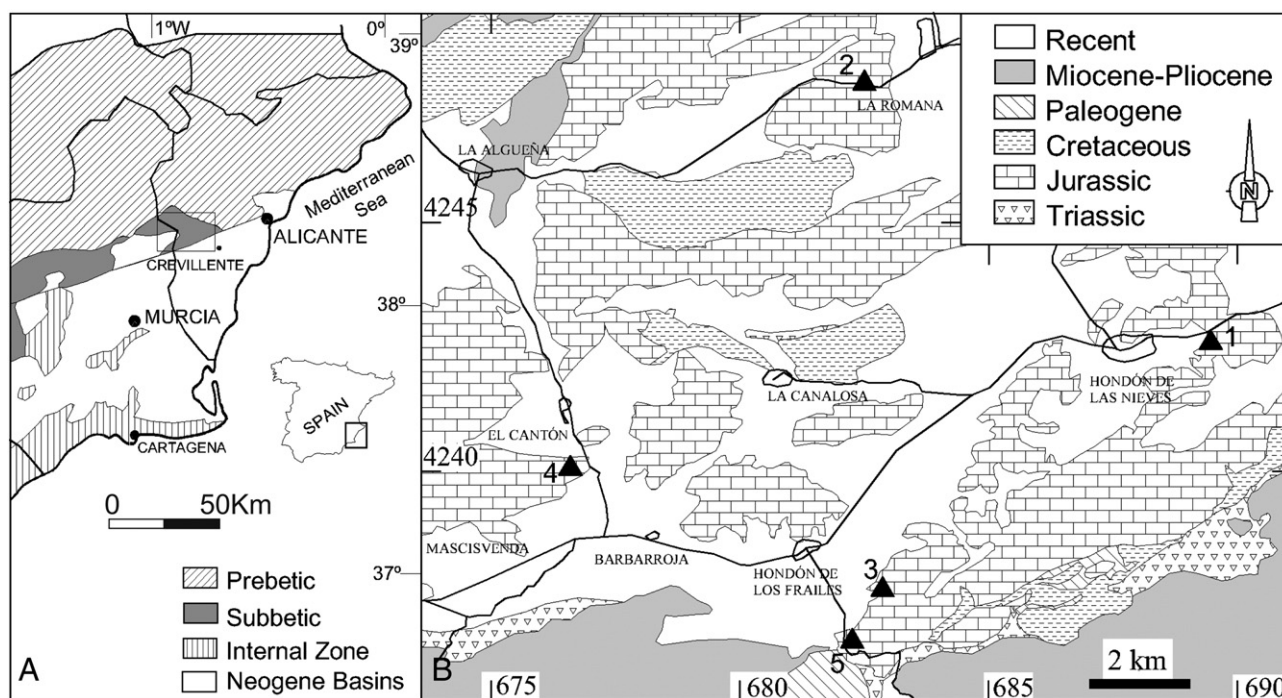 1ºW
0º
39º
Mediterranean
Sea
ALICANTE
CREVILLENTE
38º
MURCIA
SPAIN
CARTAGENA
0 50Km
37º
Prebetic
Subbetic
Internal Zone
Neogene Basins
A
2
LA ROMANA
LA ALGUEÑA
4245
1
HONDÓN DE
LAS NIEVES
LA CANALOSA
EL CANTÓN
4240
4
MASCISVENDA
BARBARROJA
HONDÓN DE
LOS FRAILES
3
5
B
675
680
685
690
2 km
Recent
Miocene-Pliocene
Paleogene
Cretaceous
Jurassic
Triassic
N